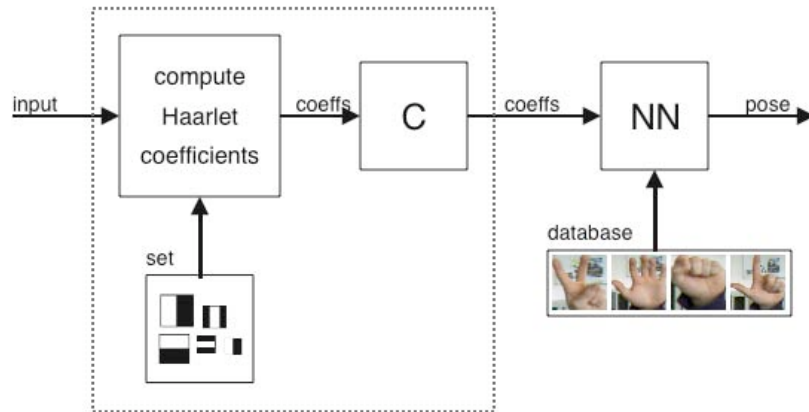 input
compute
Haarlet
coefficients
coeffs
C
coeffs
NN
pose
set
database